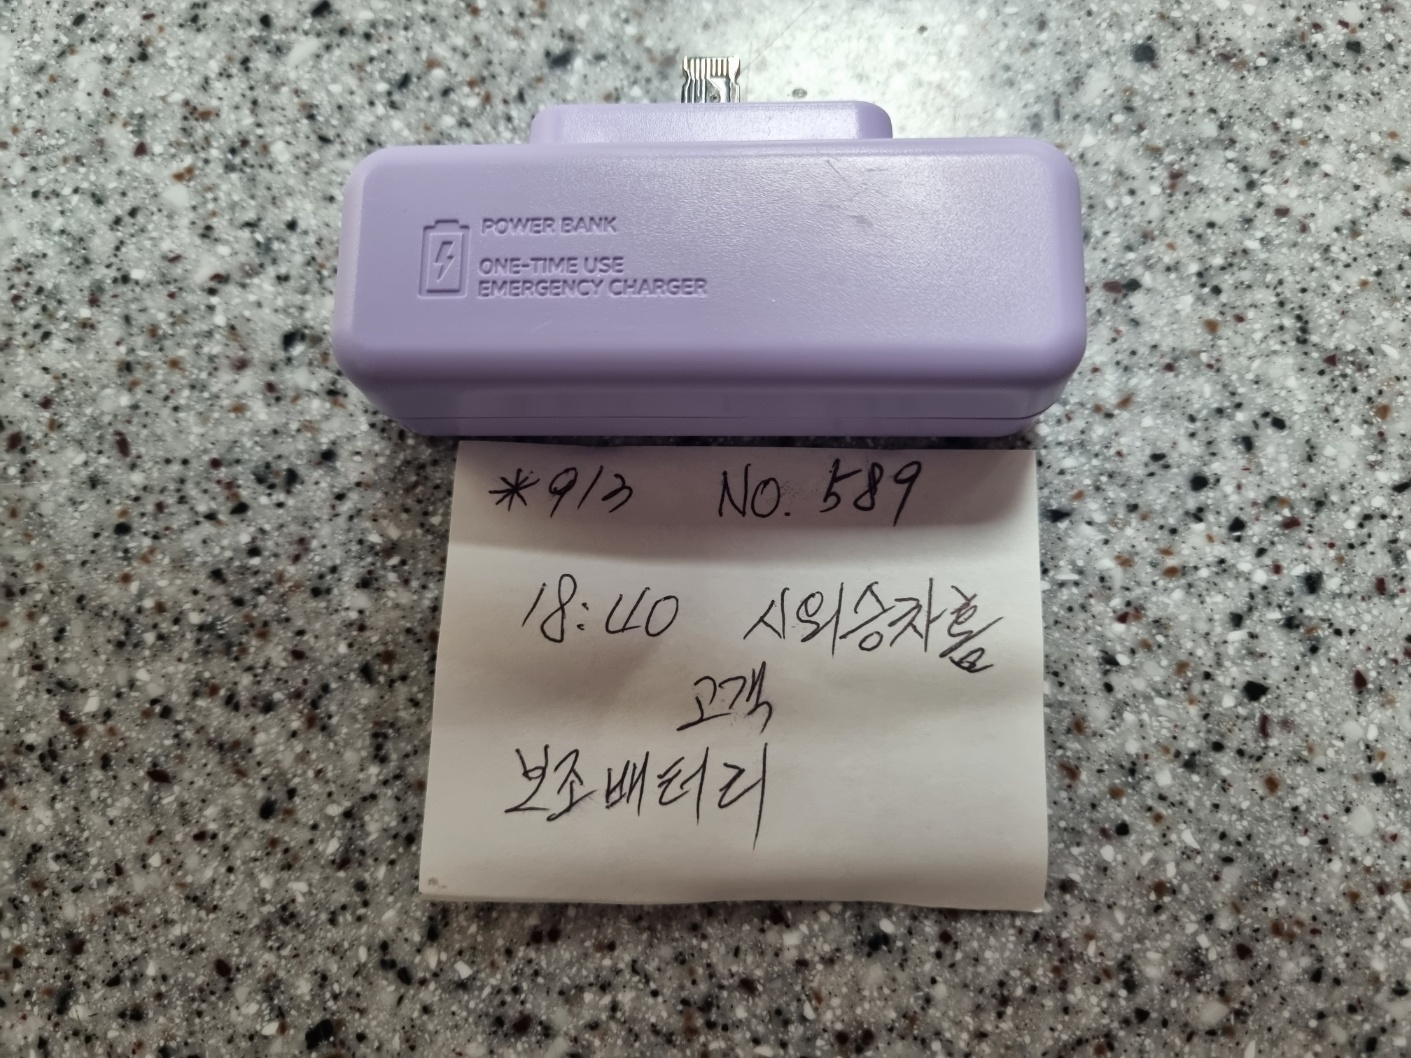 POWER BANK
ONE-TIME USE
EMERGENCY CHARGER
*9/3 NO. 589
18:40 시외승차홈
고객
보조배터리